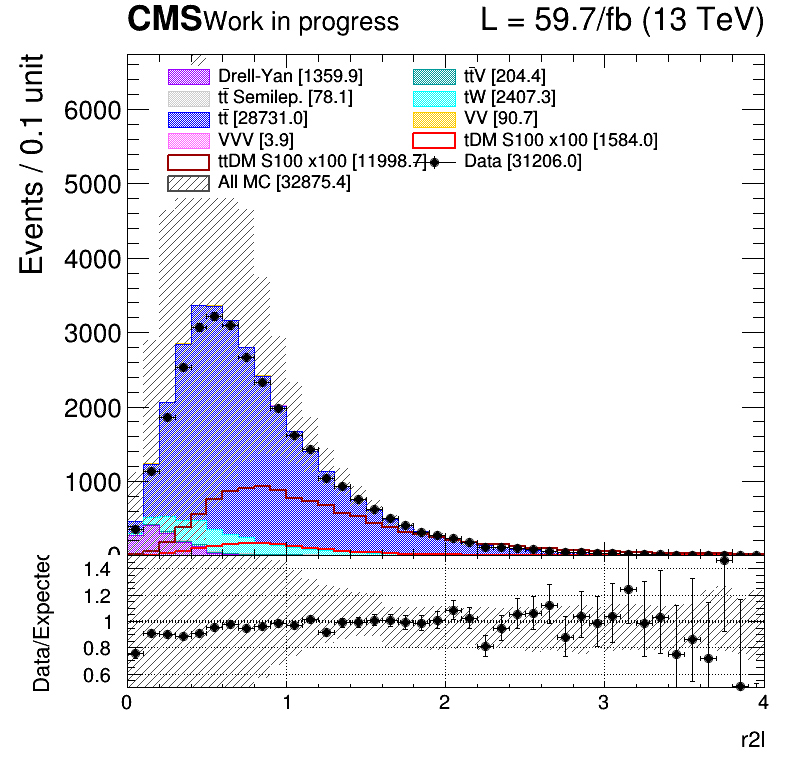 CMS Work in progress L = 59.7/fb (13 TeV)
Drell-Yan [1359.9] tt̄V [204.4]
tt̄ Semilep. [78.1] tW [2407.3]
tt̄ [28731.0] VV [90.7]
VVV [3.9] tDM S100 x100 [1584.0]
ttDM S100 x100 [11998.7] Data [31206.0]
All MC [32875.4]
Events / 0.1 unit
6000
5000
4000
3000
2000
1000
0
Data/Expected
1.4
1.2
1
0.8
0.6
0 1 2 3 4
r2l